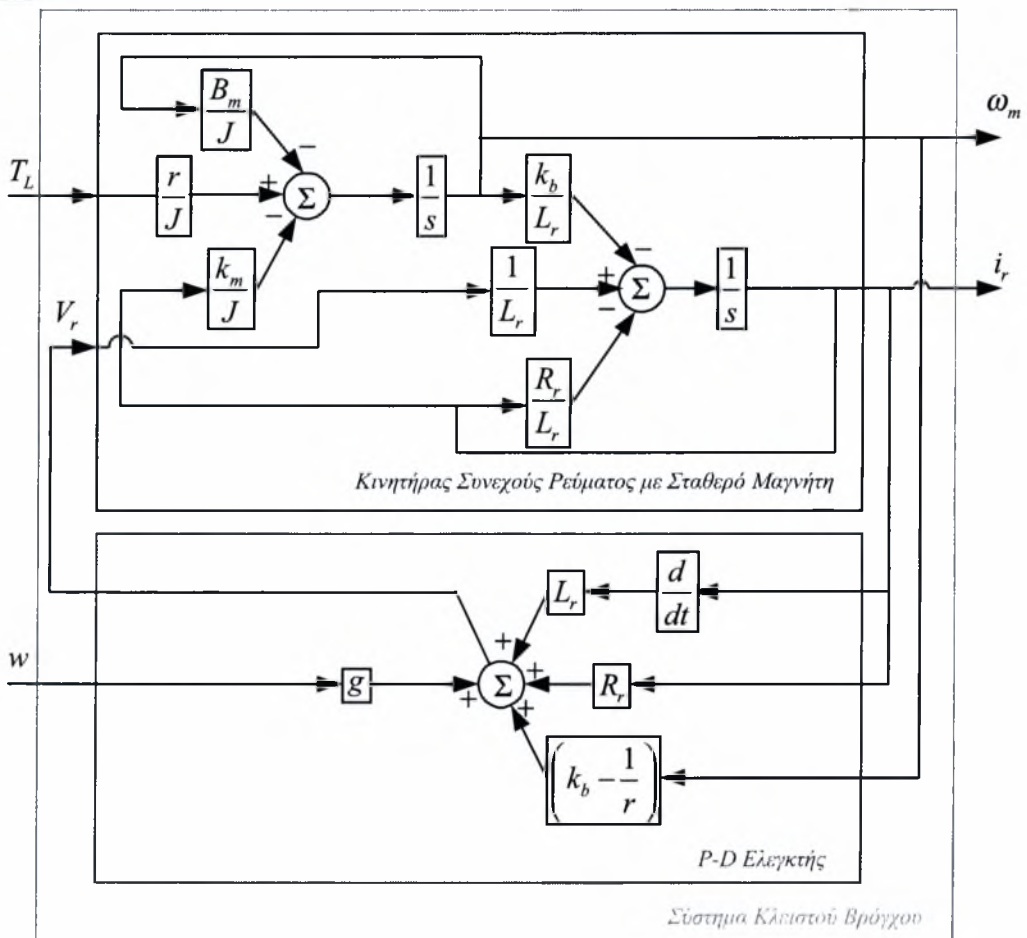 B_m
J
ω_m
T_L
r
J
Σ
1
s
k_b
L_r
k_m
J
1
L_r
Σ
1
s
i_r
V_r
R_r
L_r
Κινητήρας Συνεχούς Ρεύματος με Σταθερό Μαγνήτη
L_r
d
dt
w
g
Σ
R_r
(k_b − 1/r)
P-D Ελεγκτής
Σύστημα Κλειστού Βρόγχου